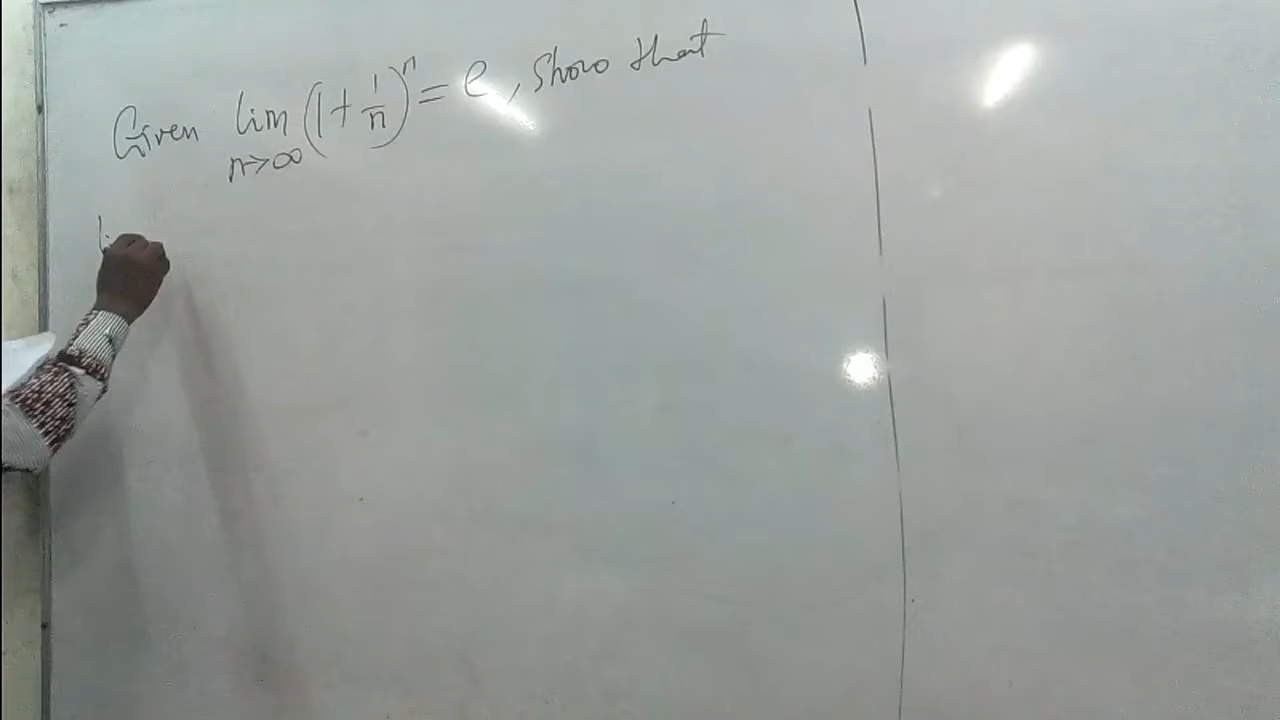 Given lim n→∞ (1 + 1/n)^n = e, show that